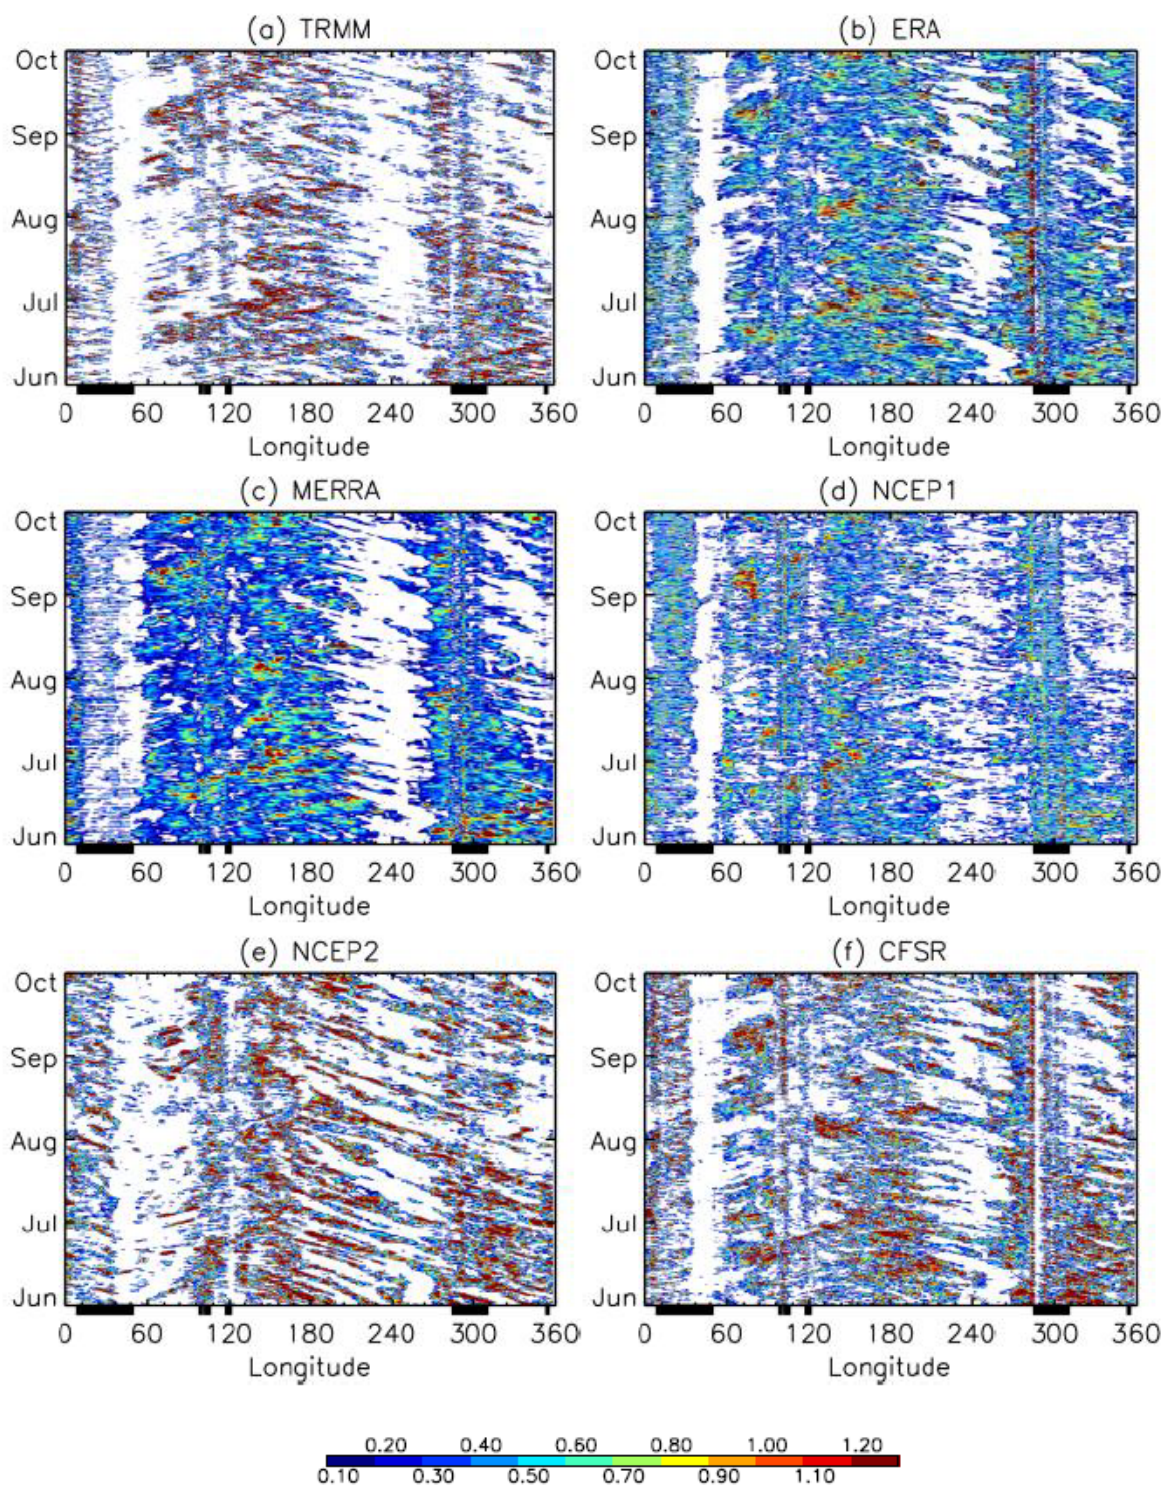 (a) TRMM
(b) ERA
Oct
Sep
Aug
Jul
Jun
0 60 120 180 240 300 360
Longitude
Oct
Sep
Aug
Jul
Jun
0 60 120 180 240 300 360
Longitude
(c) MERRA
(d) NCEP1
Oct
Sep
Aug
Jul
Jun
0 60 120 180 240 300 360
Longitude
Oct
Sep
Aug
Jul
Jun
0 60 120 180 240 300 360
Longitude
(e) NCEP2
(f) CFSR
Oct
Sep
Aug
Jul
Jun
0 60 120 180 240 300 360
Longitude
Oct
Sep
Aug
Jul
Jun
0 60 120 180 240 300 360
Longitude
0.20 0.40 0.60 0.80 1.00 1.20
0.10 0.30 0.50 0.70 0.90 1.10